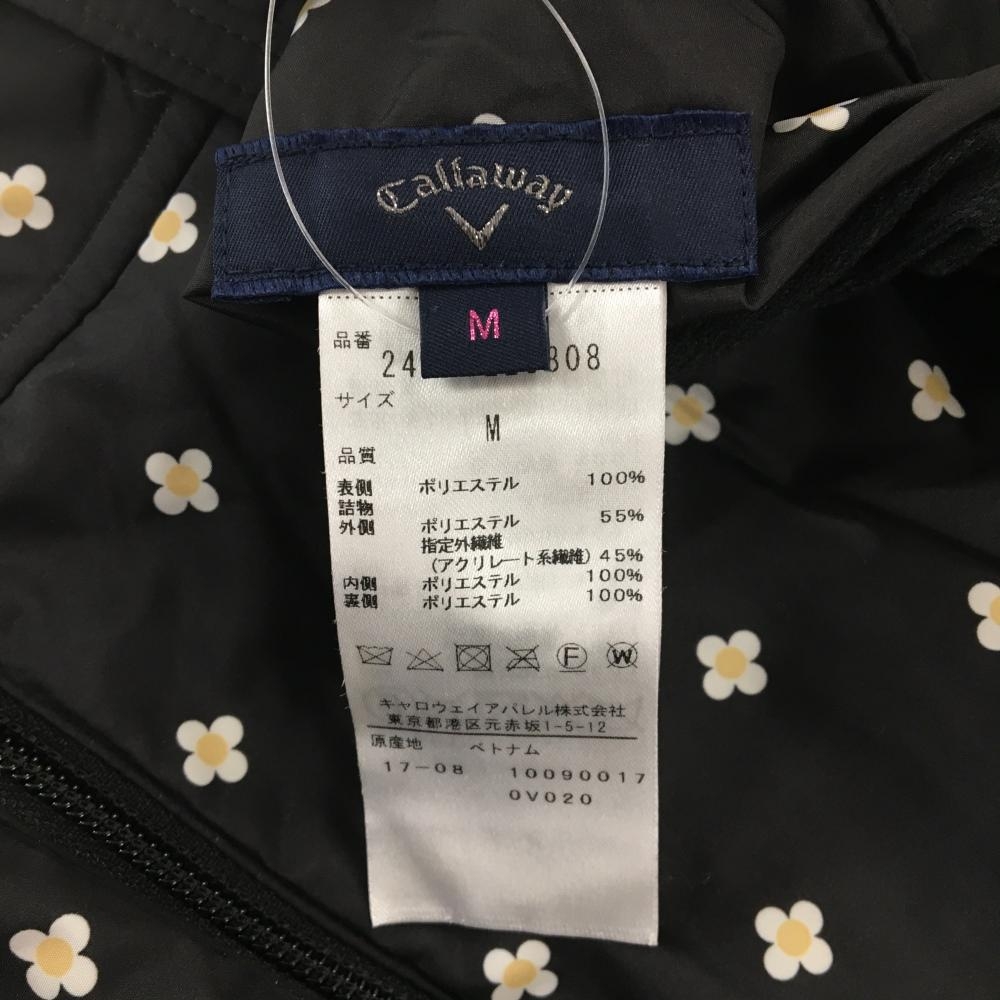 Callaway
M
品番
24 808
サイズ
M
品質
表側 ポリエステル 100%
詰物
外側 ポリエステル 55%
指定外繊維
(アクリレート系繊維) 45%
内側 ポリエステル 100%
裏側 ポリエステル 100%
F W
キャロウェイアパレル株式会社
東京都港区元赤坂1-5-12
原産地 ベトナム
17-08 10090017
0V020